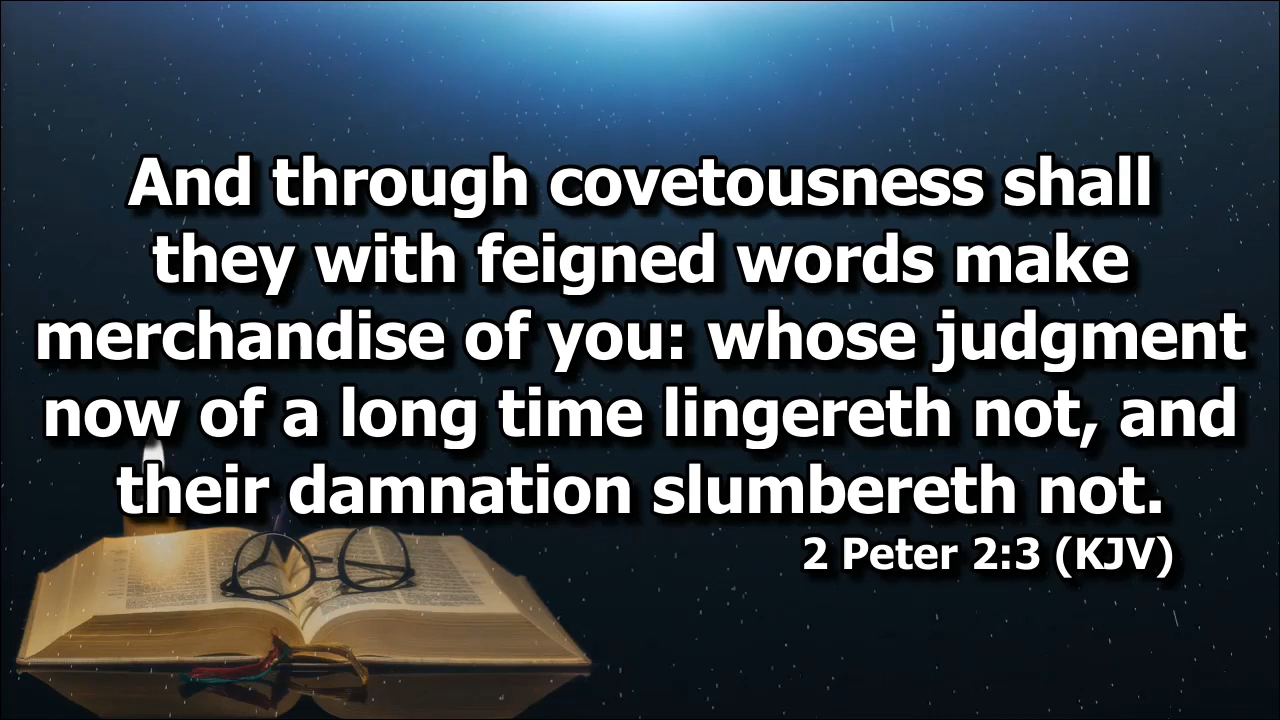 And through covetousness shall
they with feigned words make
merchandise of you: whose judgment
now of a long time lingereth not, and
their damnation slumbereth not.
2 Peter 2:3 (KJV)